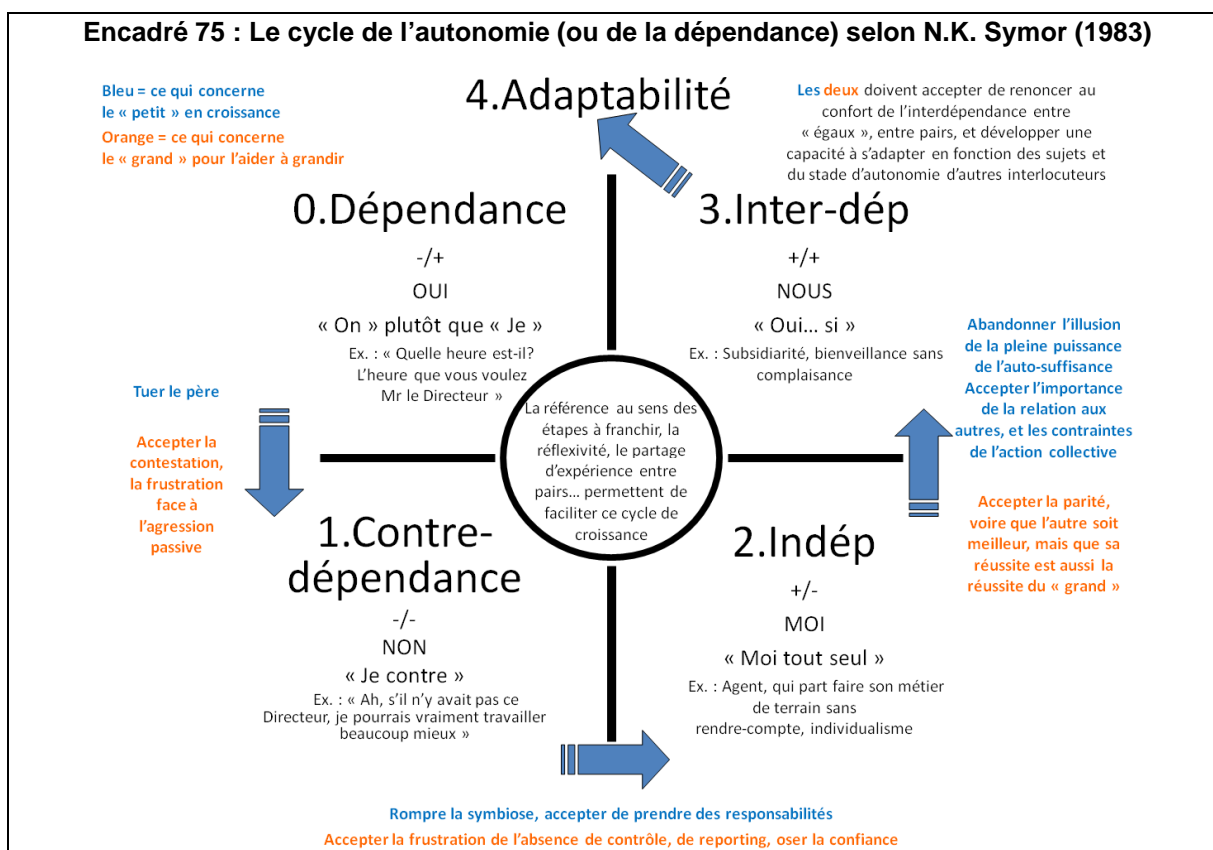 Encadré 75 : Le cycle de l’autonomie (ou de la dépendance) selon N.K. Symor (1983)
Bleu = ce qui concerne
le « petit » en croissance
Orange = ce qui concerne
le « grand » pour l’aider à grandir
4.Adaptabilité
Les deux doivent accepter de renoncer au
confort de l’interdépendance entre
« égaux », entre pairs, et développer une
capacité à s’adapter en fonction des sujets et
du stade d’autonomie d’autres interlocuteurs
0.Dépendance
-/+
OUI
« On » plutôt que « Je »
Ex. : « Quelle heure est-il?
L’heure que vous voulez
Mr le Directeur »
3.Inter-dép
+/+
NOUS
« Oui... si »
Ex. : Subsidiarité, bienveillance sans
complaisance
Abandonner l’illusion
de la pleine puissance
de l’auto-suffisance
Accepter l’importance
de la relation aux
autres, et les contraintes
de l’action collective
Accepter la parité,
voire que l’autre soit
meilleur, mais que sa
réussite est aussi la
réussite du « grand »
Tuer le père
Accepter la
contestation,
la frustration
face à
l’agression
passive
La référence au sens des
étapes à franchir, la
réflexivité, le partage
d’expérience entre
pairs... permettent de
faciliter ce cycle de
croissance
1.Contre-
dépendance
-/-
NON
« Je contre »
Ex. : « Ah, s’il n’y avait pas ce
Directeur, je pourrais vraiment travailler
beaucoup mieux »
2.Indép
+/-
MOI
« Moi tout seul »
Ex. : Agent, qui part faire son métier
de terrain sans
rendre-compte, individualisme
Rompre la symbiose, accepter de prendre des responsabilités
Accepter la frustration de l’absence de contrôle, de reporting, oser la confiance